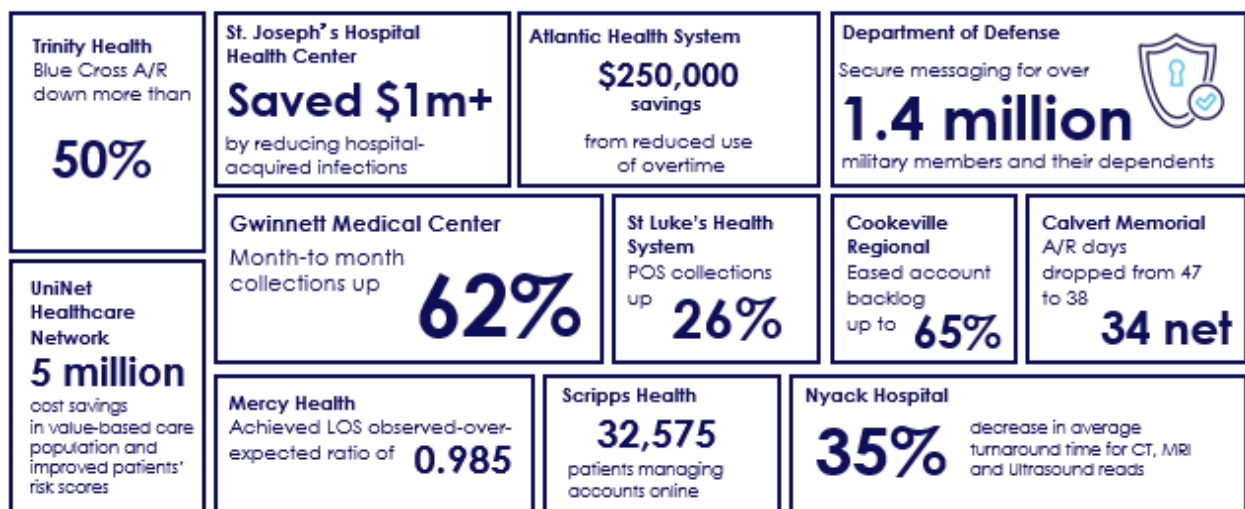 Trinity Health
Blue Cross A/R
down more than
50%
St. Joseph's Hospital
Health Center
Saved $1m+
by reducing hospital-
acquired infections
Atlantic Health System
$250,000
savings
from reduced use
of overtime
Department of Defense
Secure messaging for over
1.4 million
military members and their dependents
UniNet
Healthcare
Network
5 million
cost savings
in value-based care
population and
improved patients'
risk scores
Gwinnett Medical Center
Month-to month
collections up
62%
St Luke's Health
System
POS collections
up 26%
Cookeville
Regional
Eased account
backlog
up to 65%
Calvert Memorial
A/R days
dropped from 47
to 38
34 net
Mercy Health
Achieved LOS observed-over-
expected ratio of 0.985
Scripps Health
32,575
patients managing
accounts online
Nyack Hospital
35%
decrease in average
turnaround time for CT, MRI
and Ultrasound reads